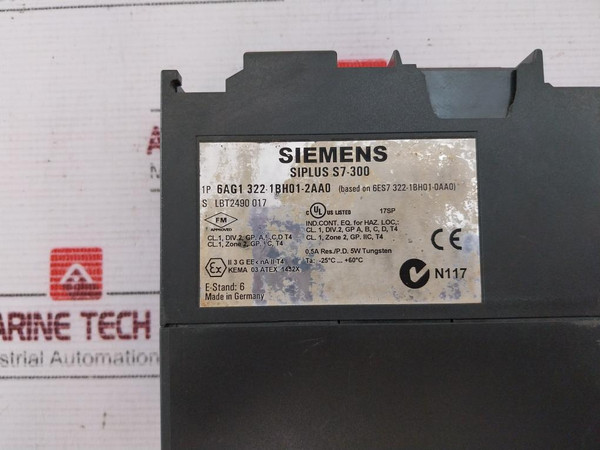 SIEMENS
SIPLUS S7-300
1P 6AG1 322-1BH01-2AA0 (based on 6ES7 322-1BH01-0AA0)
S LBT2490 017
FM
APPROVED
CL.1, DIV.2, GP. A,B,C,D T4
CL.1, Zone 2, GP. IIC, T4
C UL US LISTED 17SP
IND.CONT. EQ. for HAZ. LOC.;
CL. 1, DIV.2, GP A, B, C, D, T4
CL. 1, Zone 2, GP. IIC, T4
0,5A Res./P.D. 5W Tungsten
Ta: -25°C ... +60°C
CE
Ex
II 3 G EEx nA II T4
KEMA 03 ATEX
N117
E-Stand: 6
Made in Germany
ARINE TECH
strial Automation